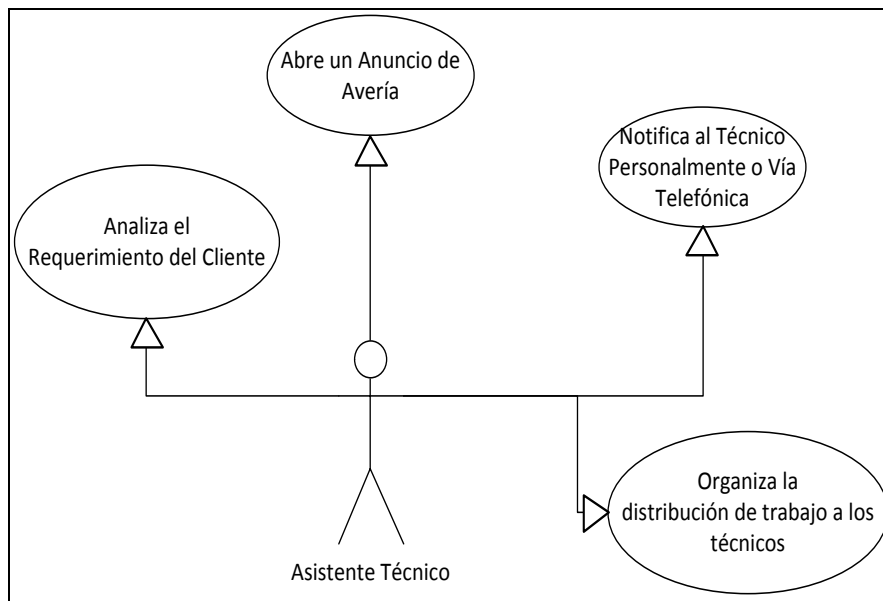 Abre un Anuncio de
Avería
Notifica al Técnico
Personalmente o Vía
Telefónica
Analiza el
Requerimiento del Cliente
Organiza la
distribución de trabajo a los
técnicos
Asistente Técnico